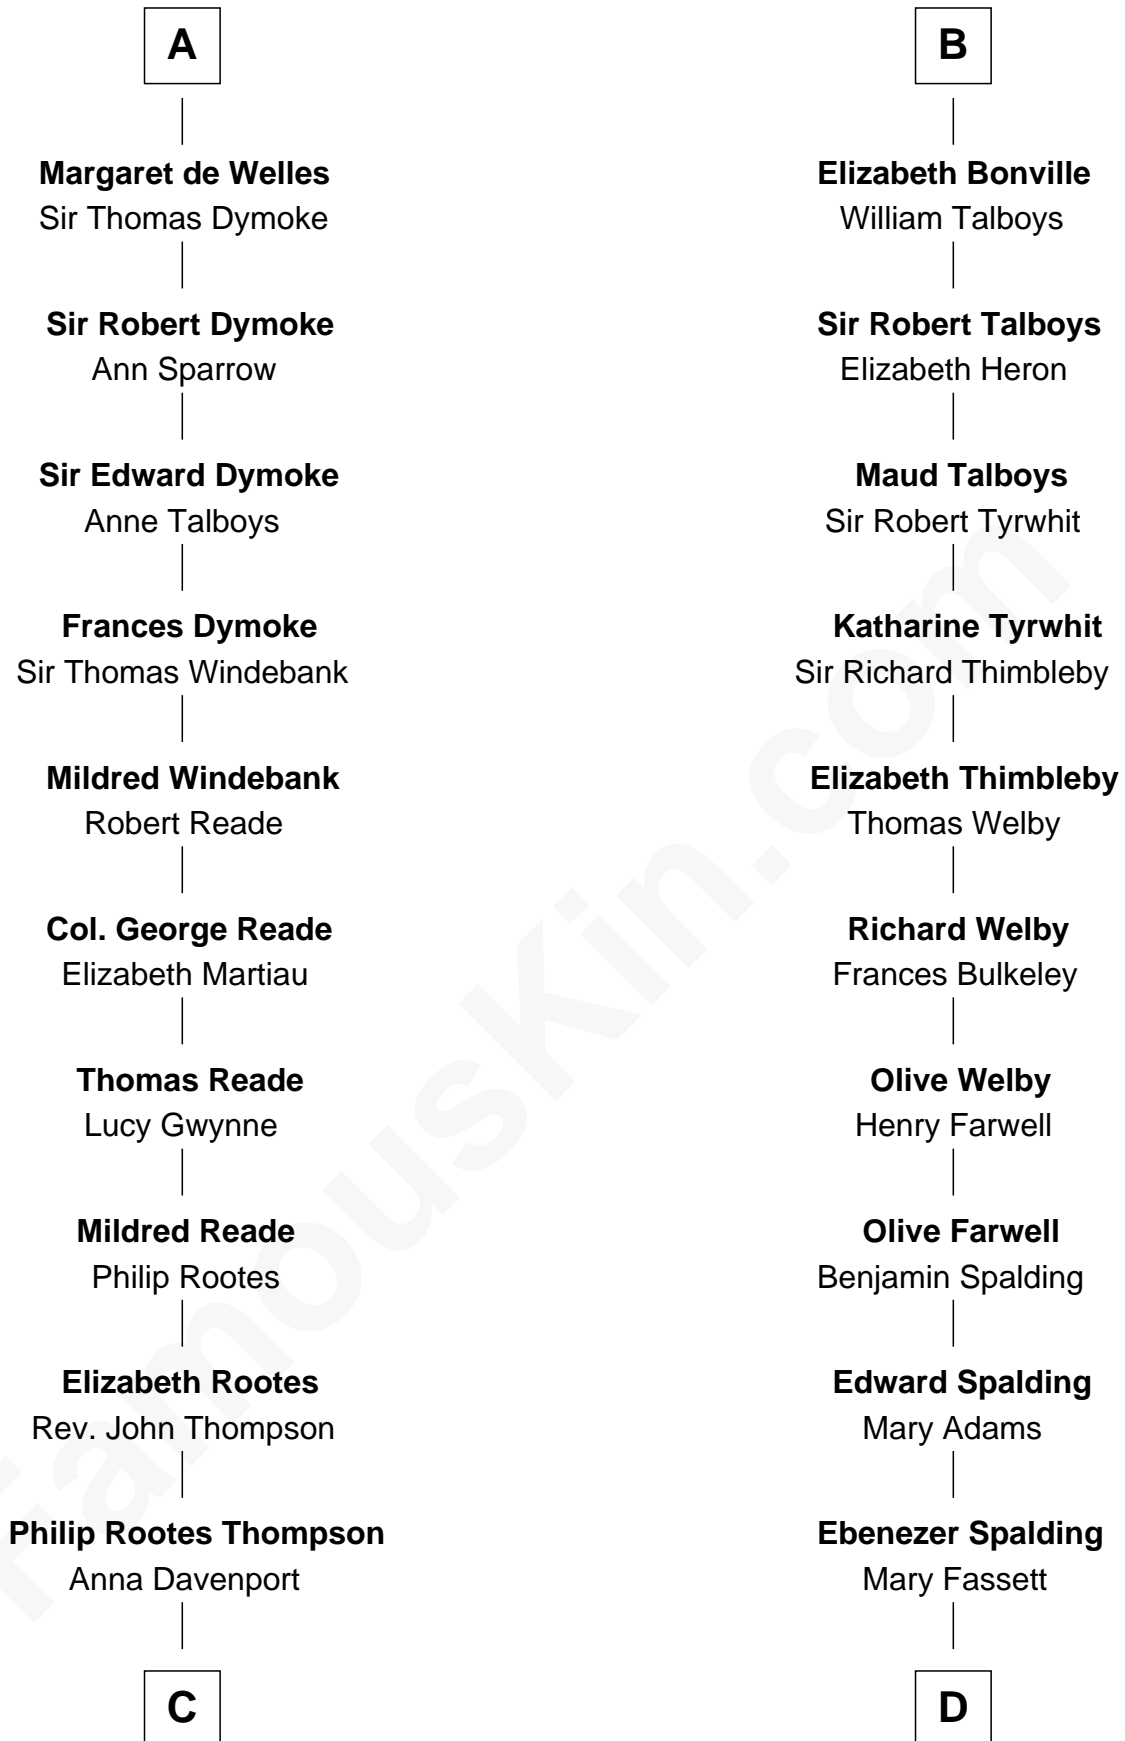 A
Margaret de Welles
Sir Thomas Dymoke
Sir Robert Dymoke
Ann Sparrow
Sir Edward Dymoke
Anne Talboys
Frances Dymoke
Sir Thomas Windebank
Mildred Windebank
Robert Reade
Col. George Reade
Elizabeth Martiau
Thomas Reade
Lucy Gwynne
Mildred Reade
Philip Rootes
Elizabeth Rootes
Rev. John Thompson
Philip Rootes Thompson
Anna Davenport
C
B
Elizabeth Bonville
William Talboys
Sir Robert Talboys
Elizabeth Heron
Maud Talboys
Sir Robert Tyrwhit
Katharine Tyrwhit
Sir Richard Thimbleby
Elizabeth Thimbleby
Thomas Welby
Richard Welby
Frances Bulkeley
Olive Welby
Henry Farwell
Olive Farwell
Benjamin Spalding
Edward Spalding
Mary Adams
Ebenezer Spalding
Mary Fassett
D
FamousKin.com